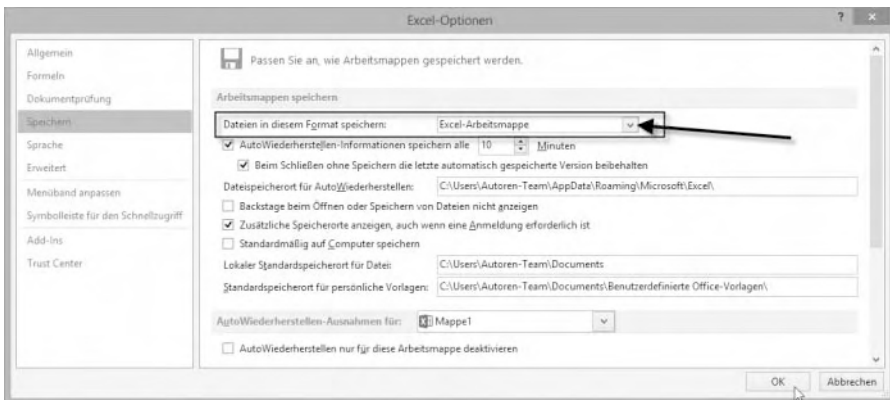 Excel-Optionen
? ×
Allgemein
Formeln
Dokumentprüfung
Speichern
Sprache
Erweitert
Menüband anpassen
Symbolleiste für den Schnellzugriff
Add-Ins
Trust Center
Passen Sie an, wie Arbeitsmappen gespeichert werden.
Arbeitsmappen speichern
Dateien in diesem Format speichern: Excel-Arbeitsmappe
AutoWiederherstellen-Informationen speichern alle 10 Minuten
Beim Schließen ohne Speichern die letzte automatisch gespeicherte Version beibehalten
Dateispeicherort für AutoWiederherstellen: C:\Users\Autoren-Team\AppData\Roaming\Microsoft\Excel\
Backstage beim Öffnen oder Speichern von Dateien nicht anzeigen
Zusätzliche Speicherorte anzeigen, auch wenn eine Anmeldung erforderlich ist
Standardmäßig auf Computer speichern
Lokaler Standardspeicherort für Datei: C:\Users\Autoren-Team\Documents
Standardspeicherort für persönliche Vorlagen: C:\Users\Autoren-Team\Documents\Benutzerdefinierte Office-Vorlagen\
AutoWiederherstellen-Ausnahmen für: Mappe1
AutoWiederherstellen nur für diese Arbeitsmappe deaktivieren
OK Abbrechen